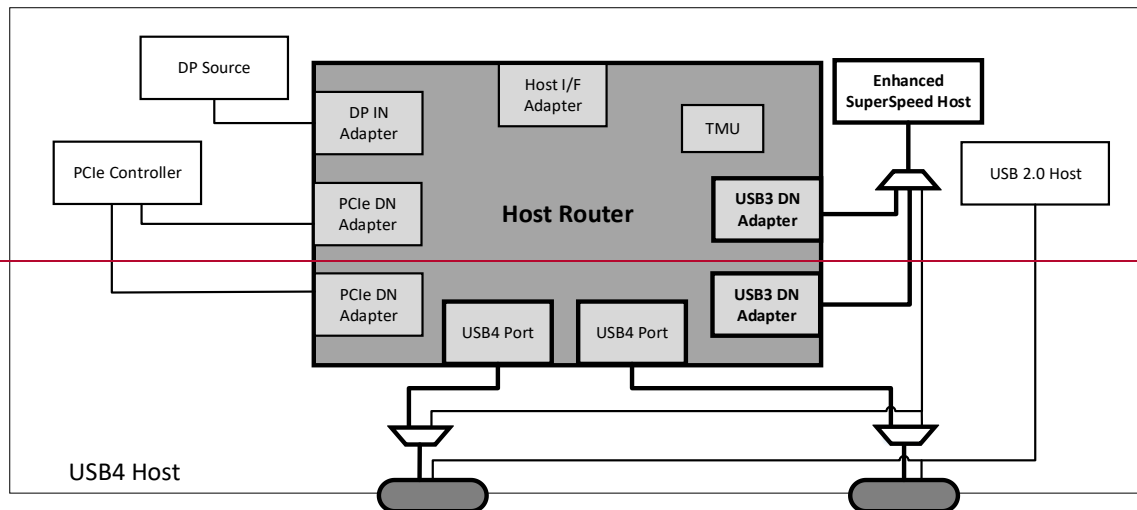 DP Source
Host I/F
Adapter
Enhanced
SuperSpeed Host
DP IN
Adapter
TMU
PCIe Controller
USB 2.0 Host
PCIe DN
Adapter
Host Router
USB3 DN
Adapter
PCIe DN
Adapter
USB3 DN
Adapter
USB4 Port
USB4 Port
USB4 Host